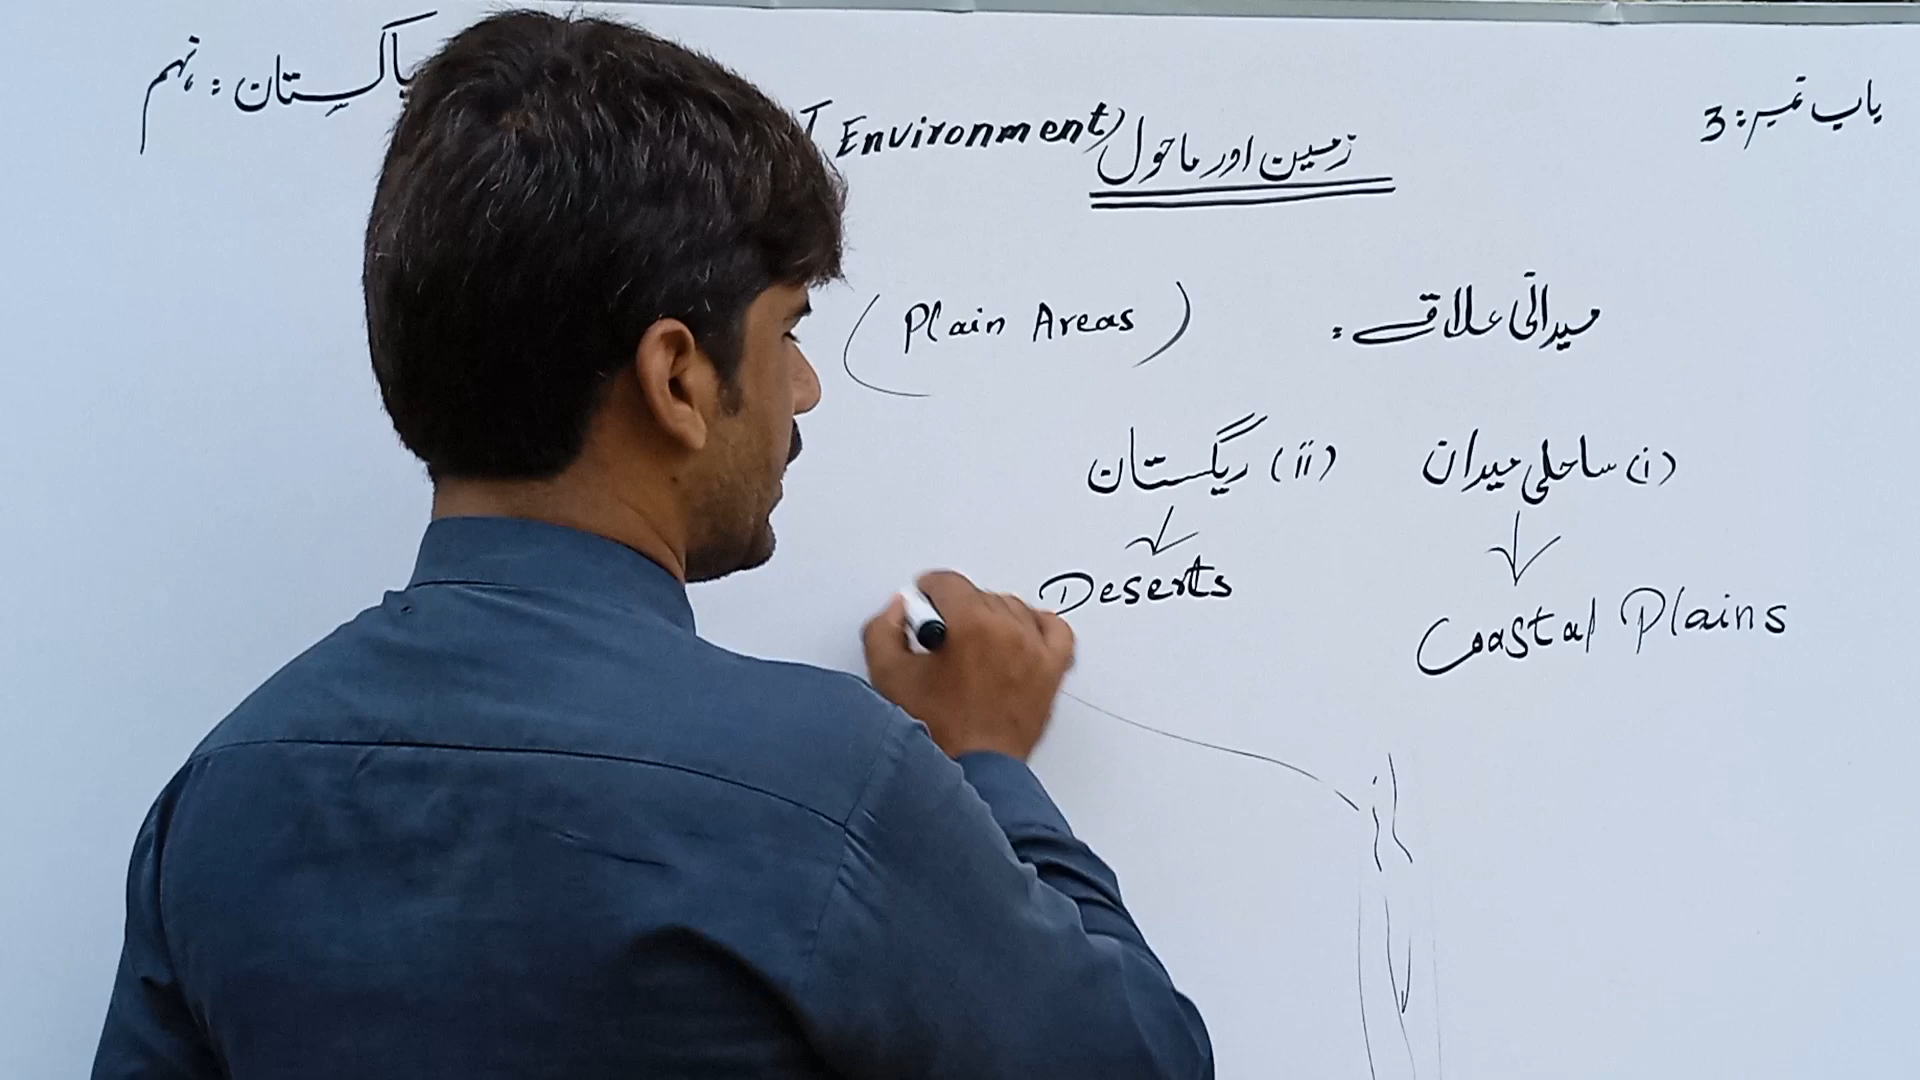 باب نمبر: 3
پاکستان: نہم
زمین اور ماحول (Environment
میدانی علاقے: (Plain Areas)
(i) ساحلی میدان (ii) ریگستان
Coastal Plains Deserts